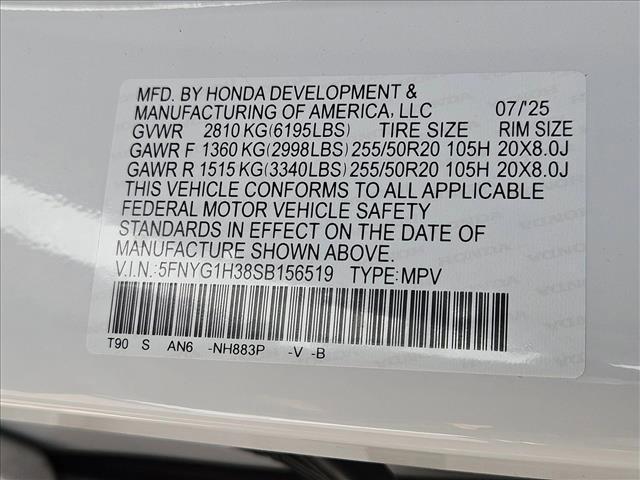 MFD. BY HONDA DEVELOPMENT &
MANUFACTURING OF AMERICA, LLC 07/'25
GVWR 2810 KG(6195LBS) TIRE SIZE RIM SIZE
GAWR F 1360 KG(2998LBS) 255/50R20 105H 20X8.0J
GAWR R 1515 KG(3340LBS) 255/50R20 105H 20X8.0J
THIS VEHICLE CONFORMS TO ALL APPLICABLE
FEDERAL MOTOR VEHICLE SAFETY
STANDARDS IN EFFECT ON THE DATE OF
MANUFACTURE SHOWN ABOVE.
V.I.N.:5FNYG1H38SB156519 TYPE:MPV
T90 S AN6 -NH883P -V -B